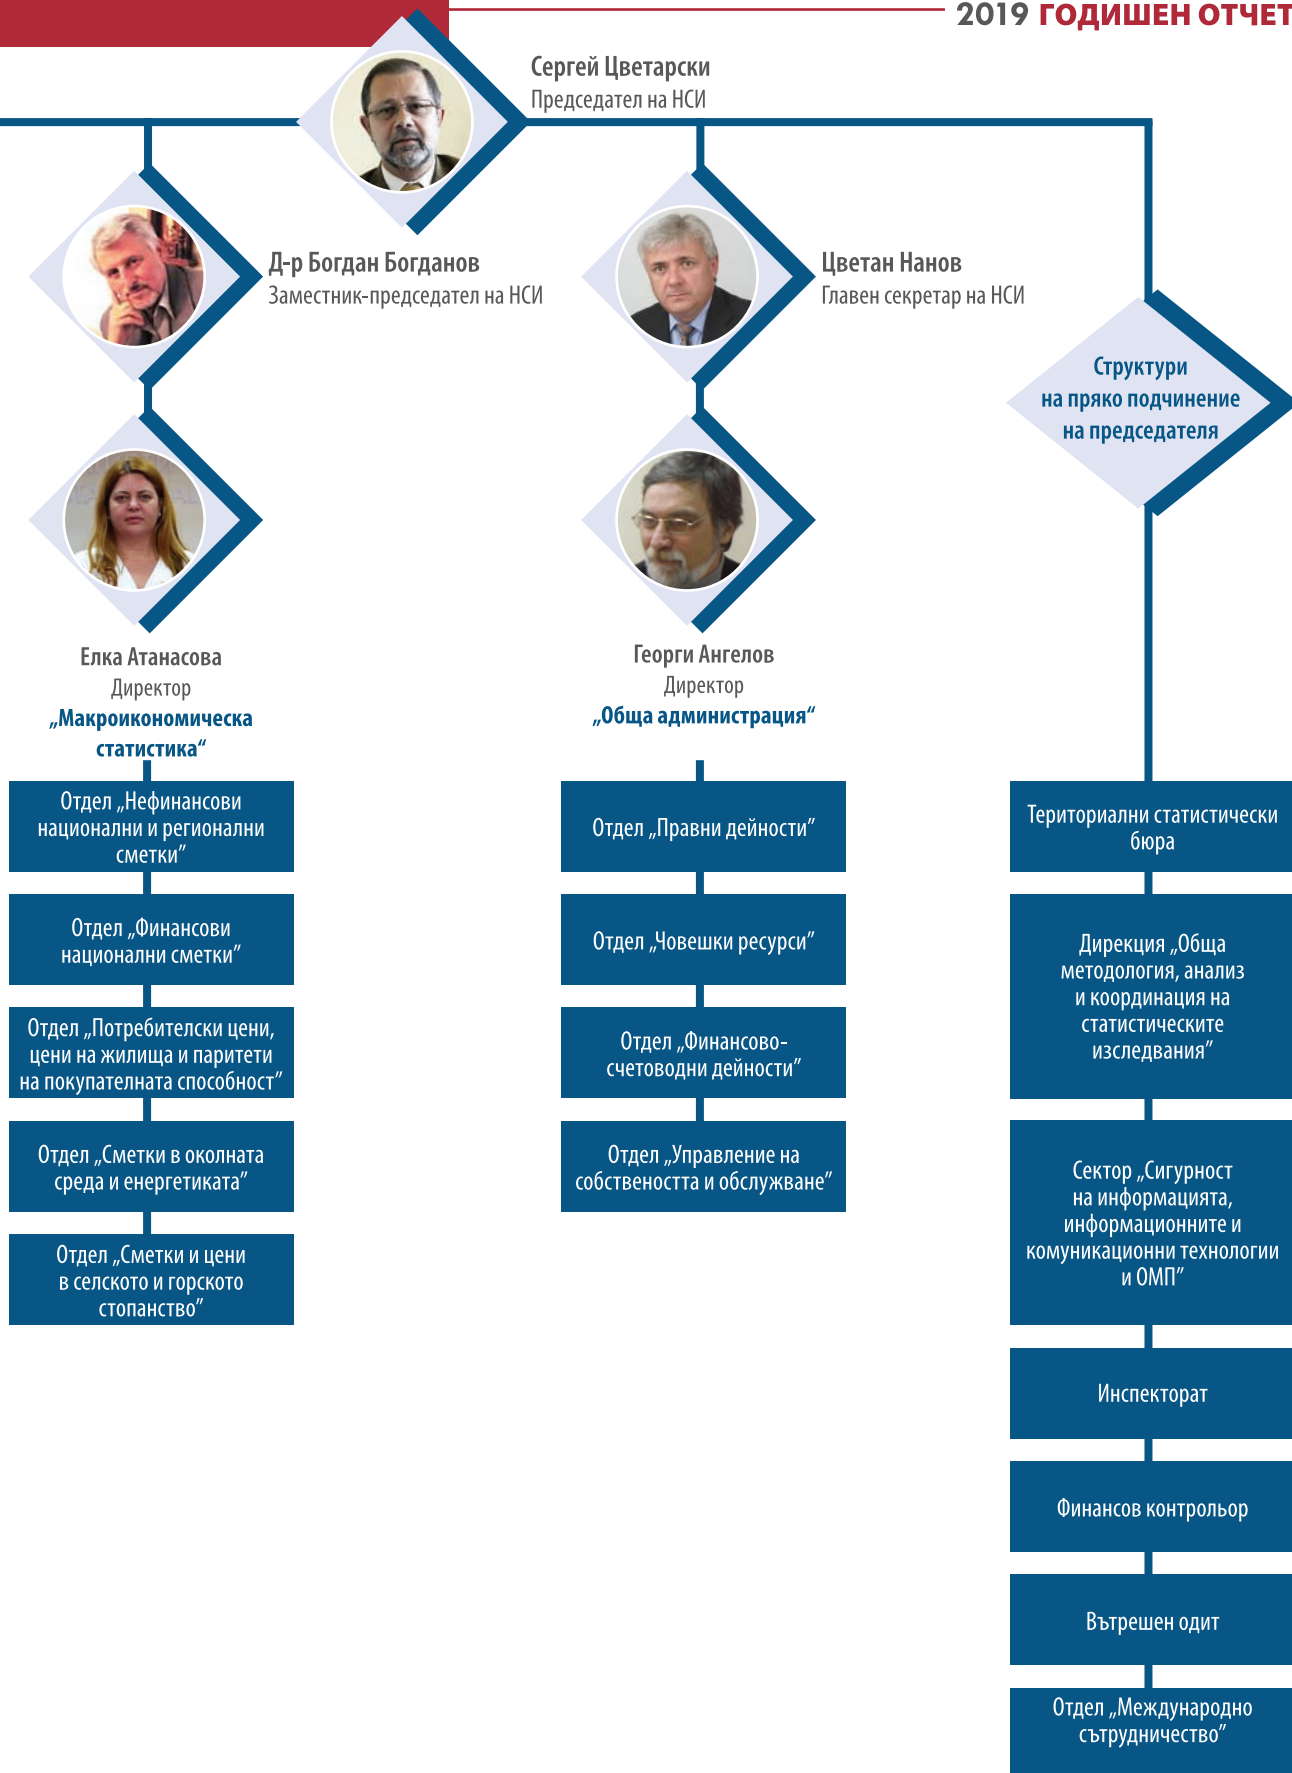 2019 ГОДИШЕН ОТЧЕТ
Сергей Цветарски
Председател на НСИ
Д-р Богдан Богданов
Заместник-председател на НСИ
Цветан Нанов
Главен секретар на НСИ
Структури
на пряко подчинение
на председателя
Елка Атанасова
Директор
„Макроикономическа
статистика“
Отдел „Нефинансови
национални и регионални
сметки”
Отдел „Финансови
национални сметки”
Отдел „Потребителски цени,
цени на жилища и паритети
на покупателната способност”
Отдел „Сметки в околната
среда и енергетиката”
Отдел „Сметки и цени
в селското и горското
стопанство”
Георги Ангелов
Директор
„Обща администрация“
Отдел „Правни дейности”
Отдел „Човешки ресурси”
Отдел „Финансово-
счетоводни дейности”
Отдел „Управление на
собствеността и обслужване”
Териториални статистически
бюра
Дирекция „Обща
методология, анализ
и координация на
статистическите
изследвания”
Сектор „Сигурност
на информацията,
информационните и
комуникационни технологии
и ОМП”
Инспекторат
Финансов контрольор
Вътрешен одит
Отдел „Международно
сътрудничество”